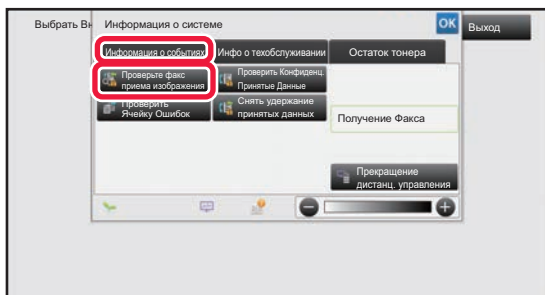 Выбрать Вн
Информация о системе
OK
Выход
Информация о событиях
Инфо о техобслуживании
Остаток тонера
Проверьте факс
приема изображения
Проверить Конфиденц.
Принятые Данные
Проверить
Ячейку Ошибок
Снять удержание
принятых данных
Получение Факса
Прекращение
дистанц. управления